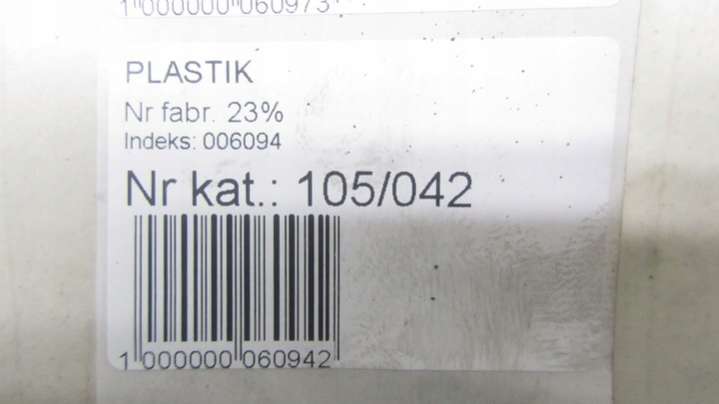 1 000000 060973
PLASTIK
Nr fabr. 23%
Indeks: 006094
Nr kat.: 105/042
1 000000 060942